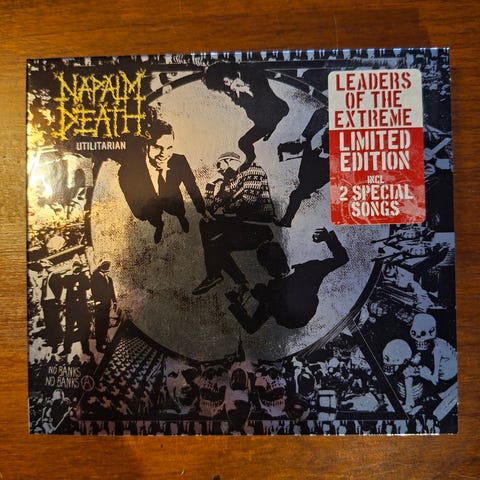 NAPALM
DEATH
UTILITARIAN
LEADERS
OF THE
EXTREME
LIMITED
EDITION
INCL
2 SPECIAL
SONGS
NO BANKS
NO BANKS